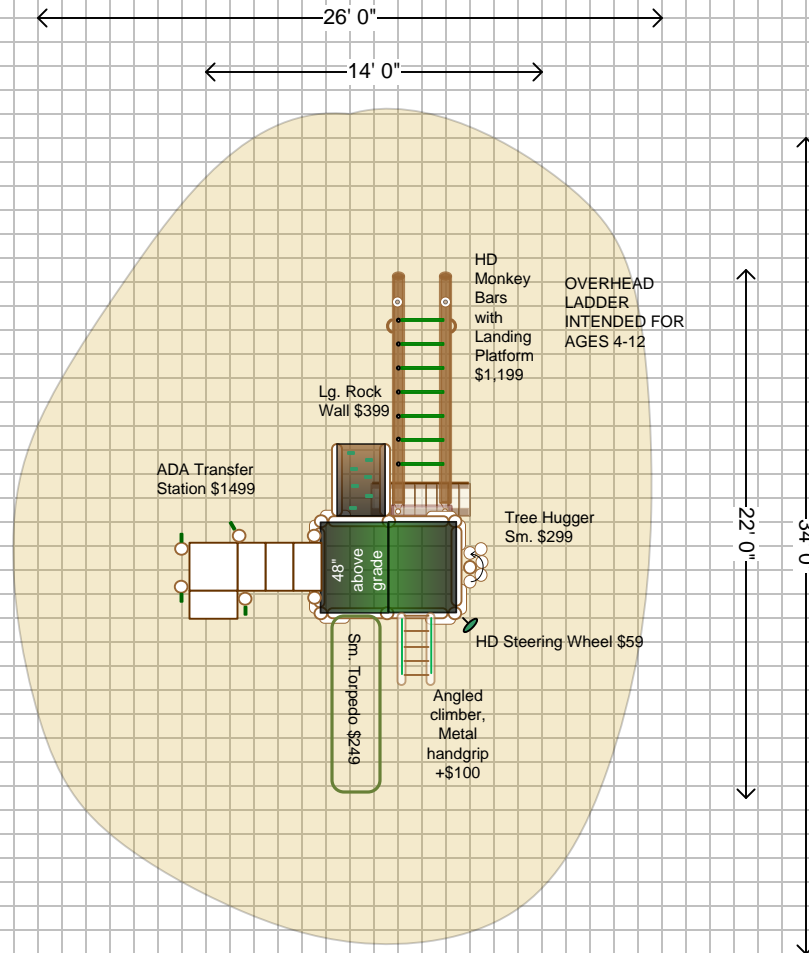 26' 0"
14' 0"
HD
Monkey
Bars
with
Landing
Platform
$1,199
OVERHEAD
LADDER
INTENDED FOR
AGES 4-12
Lg. Rock
Wall $399
ADA Transfer
Station $1499
Tree Hugger
Sm. $299
22' 0"
34' 0
48"
above
grade
HD Steering Wheel $59
Sm. Torpedo $249
Angled
climber,
Metal
handgrip
+$100